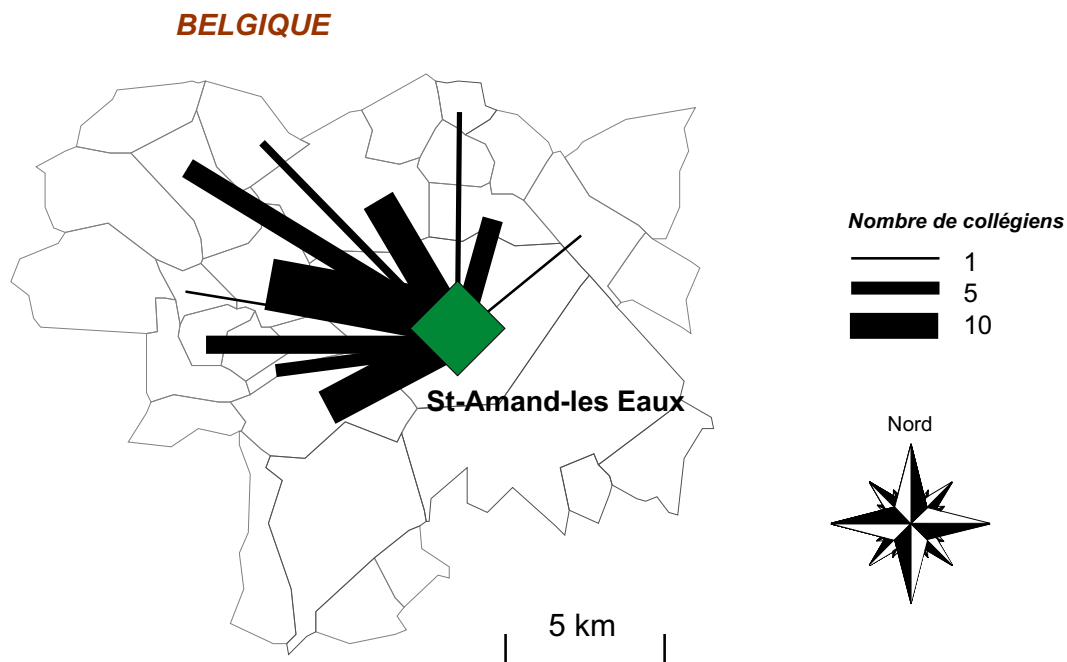 BELGIQUE
Nombre de collégiens
1
5
10
St-Amand-les Eaux
Nord
5 km